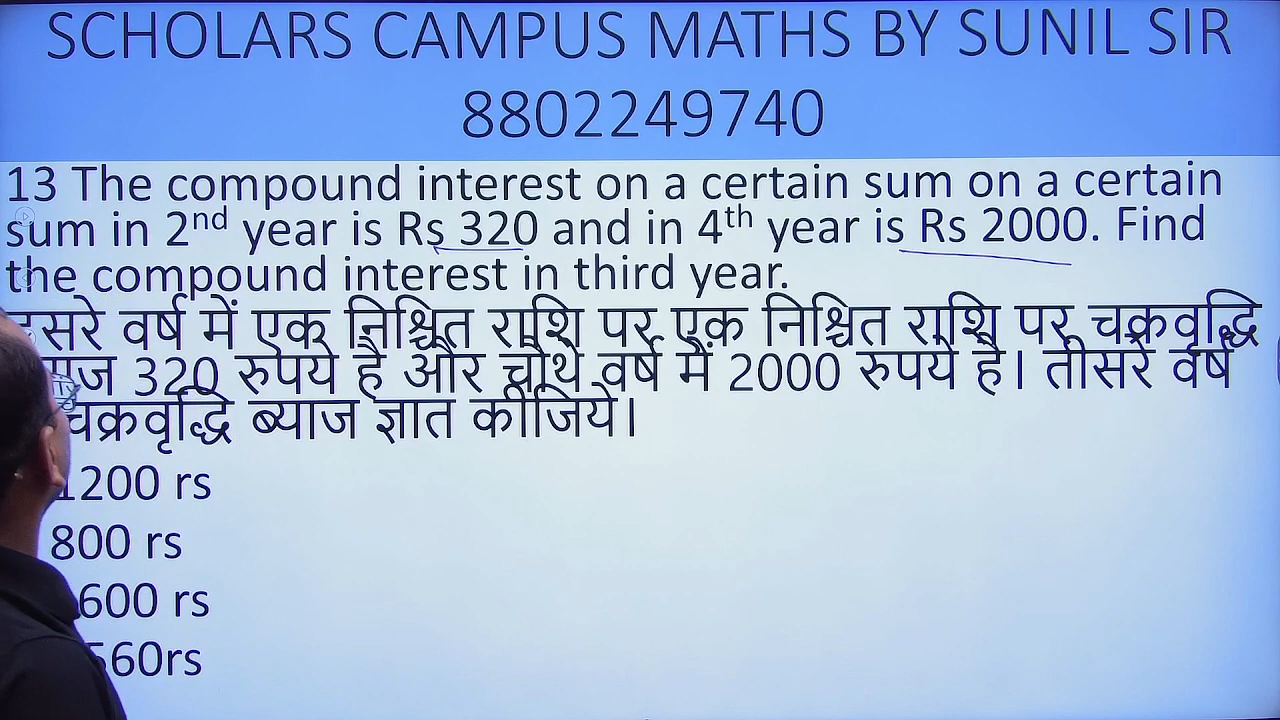 SCHOLARS CAMPUS MATHS BY SUNIL SIR
8802249740
13 The compound interest on a certain sum on a certain
sum in 2nd year is Rs 320 and in 4th year is Rs 2000. Find
the compound interest in third year.
वर्ष में एक निश्चित राशि पर एक निश्चित राशि पर चक्रवृद्धि
320 रुपये है और चौथे वर्ष में 2000 रुपये है। तीसरे वर्ष
चक्रवृद्धि ब्याज ज्ञात कीजिये।
1200 rs
800 rs
600 rs
560rs